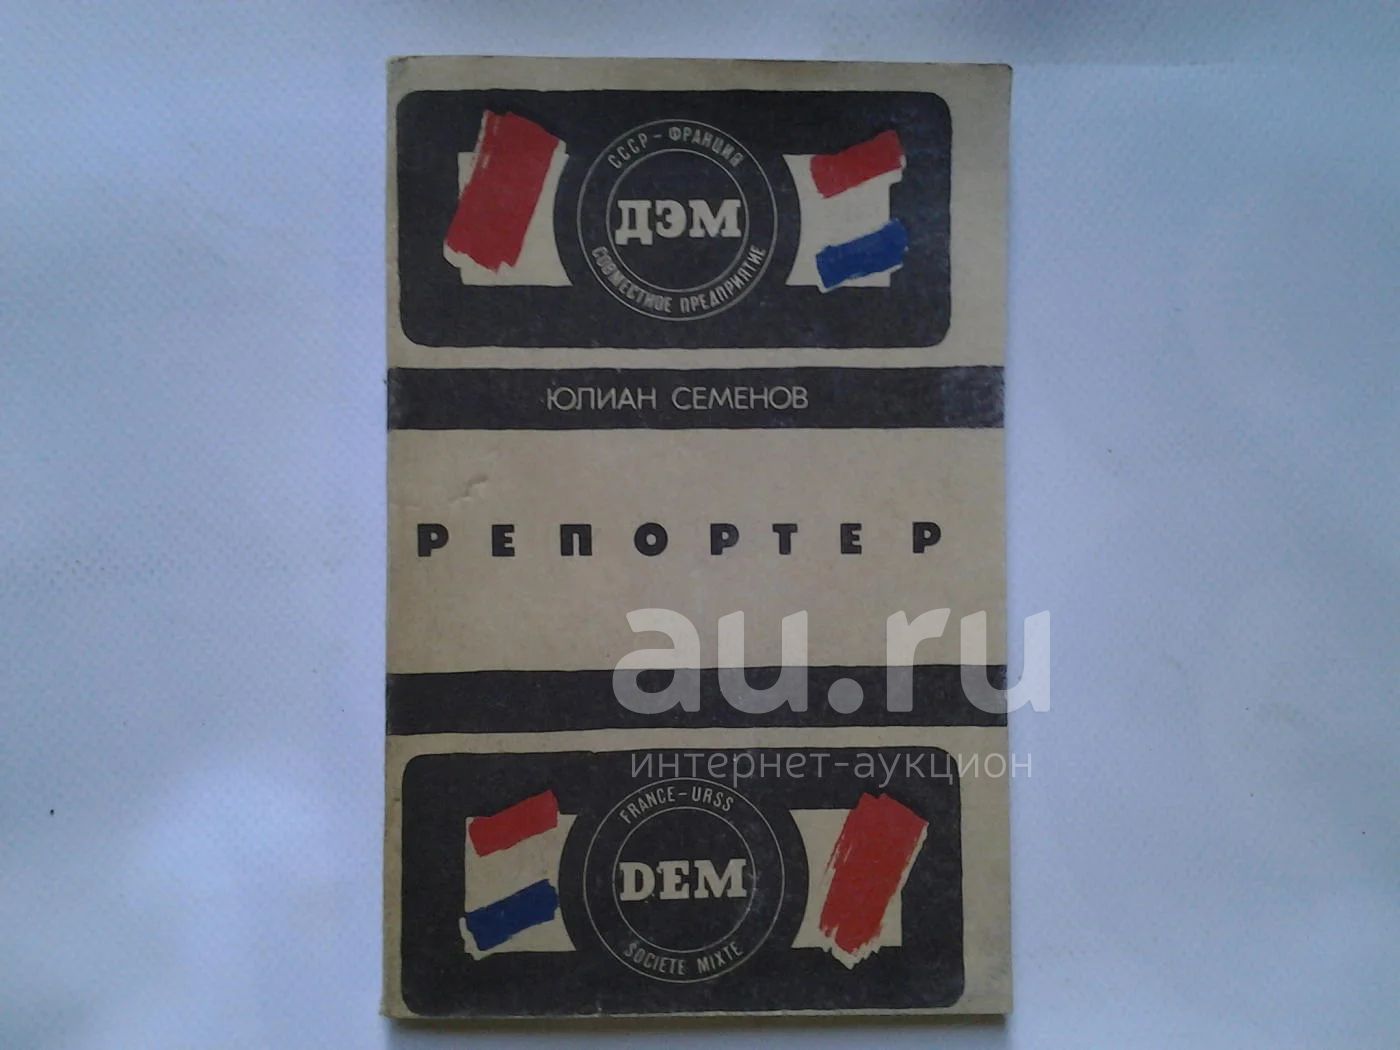 СССР – ФРАНЦИЯ
ДЭМ
СОВМЕСТНОЕ ПРЕДПРИЯТИЕ
ЮЛИАН СЕМЕНОВ
РЕПОРТЕР
au.ru
интернет-аукцион
FRANCE – URSS
DEM
SOCIETE MIXTE